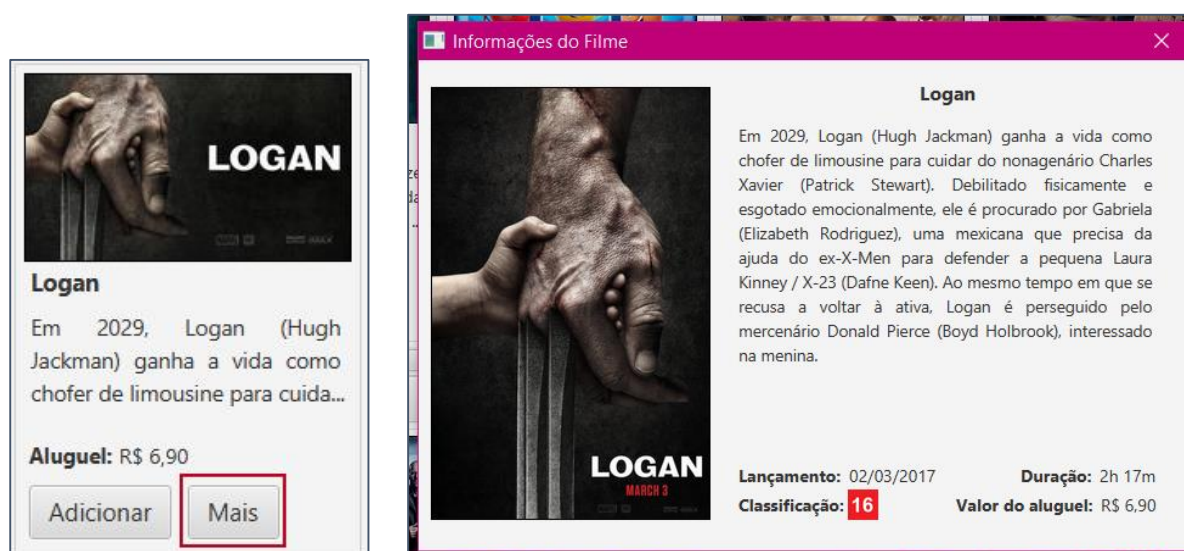 LOGAN
Logan
Em 2029, Logan (Hugh
Jackman) ganha a vida como
chofer de limousine para cuida...
Aluguel: R$ 6,90
Adicionar Mais
Informações do Filme
LOGAN
MARCH 3
Logan
Em 2029, Logan (Hugh Jackman) ganha a vida como
chofer de limousine para cuidar do nonagenário Charles
Xavier (Patrick Stewart). Debilitado fisicamente e
esgotado emocionalmente, ele é procurado por Gabriela
(Elizabeth Rodriguez), uma mexicana que precisa da
ajuda do ex-X-Men para defender a pequena Laura
Kinney / X-23 (Dafne Keen). Ao mesmo tempo em que se
recusa a voltar à ativa, Logan é perseguido pelo
mercenário Donald Pierce (Boyd Holbrook), interessado
na menina.
Lançamento: 02/03/2017 Duração: 2h 17m
Classificação: 16 Valor do aluguel: R$ 6,90